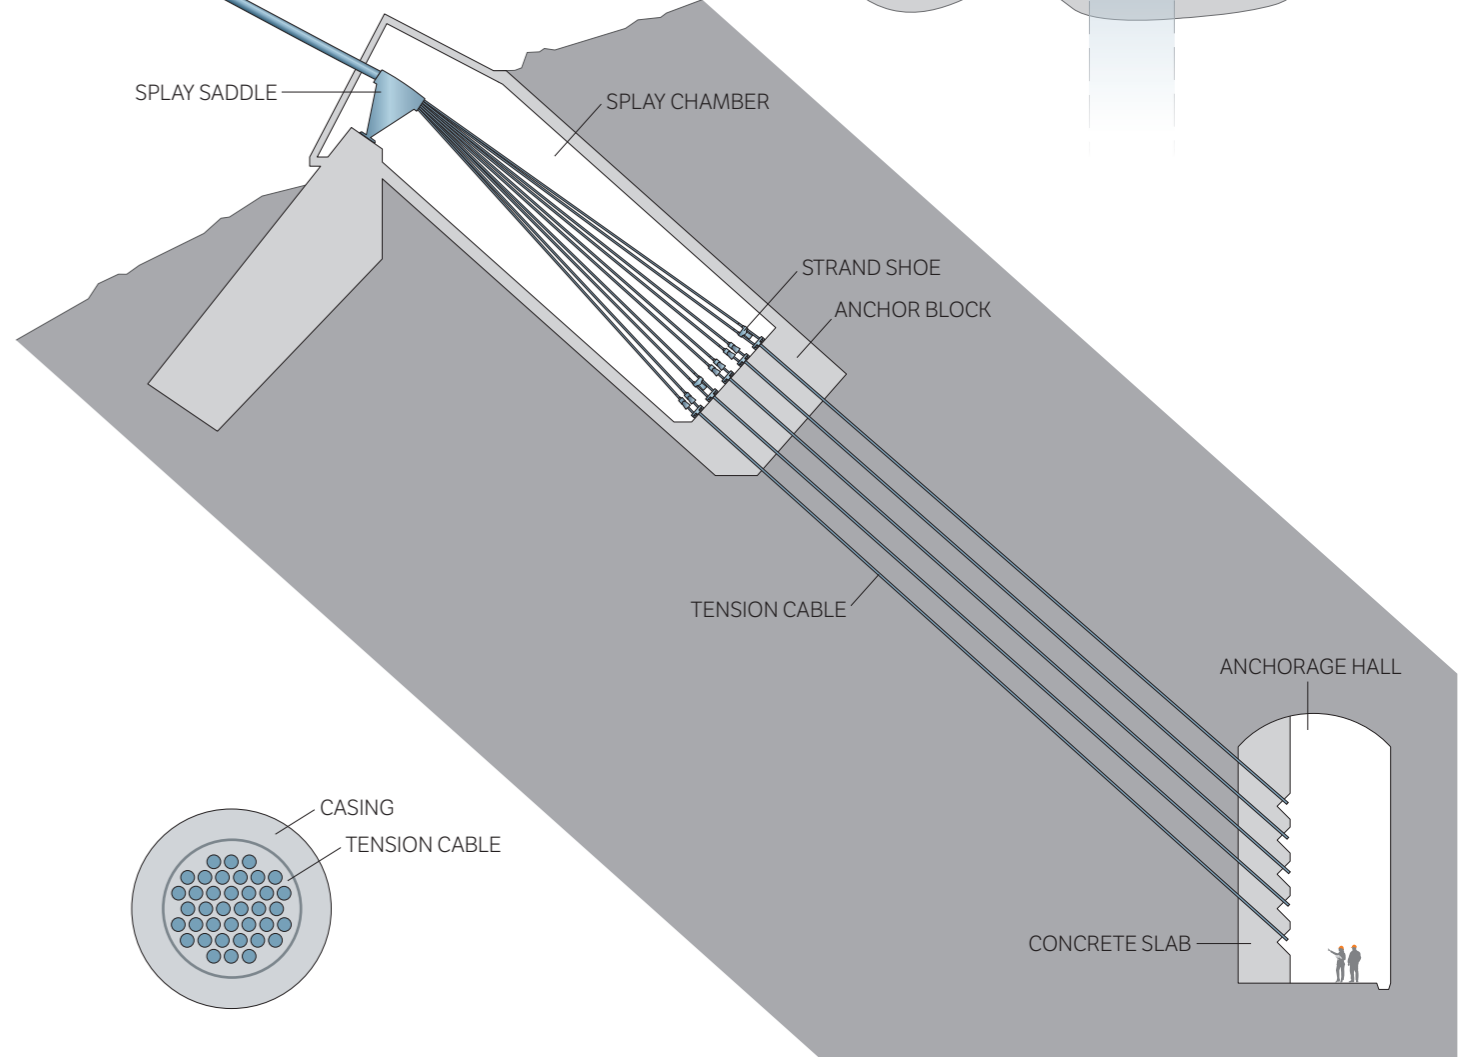 SPLAY SADDLE
SPLAY CHAMBER
STRAND SHOE
ANCHOR BLOCK
TENSION CABLE
ANCHORAGE HALL
CASING
TENSION CABLE
CONCRETE SLAB